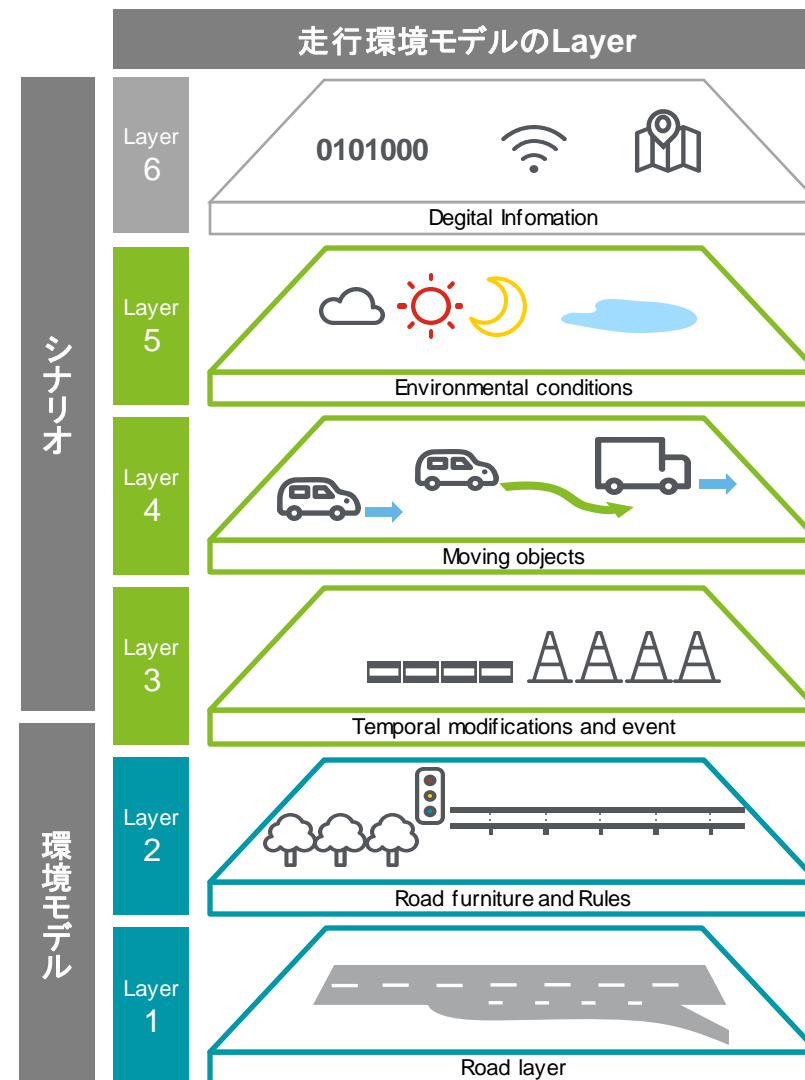 走行環境モデルのLayer
シナリオ
Layer
6
0101000
Degital Infomation
Layer
5
Environmental conditions
Layer
4
Moving objects
Layer
3
Temporal modifications and event
環境モデル
Layer
2
Road furniture and Rules
Layer
1
Road layer